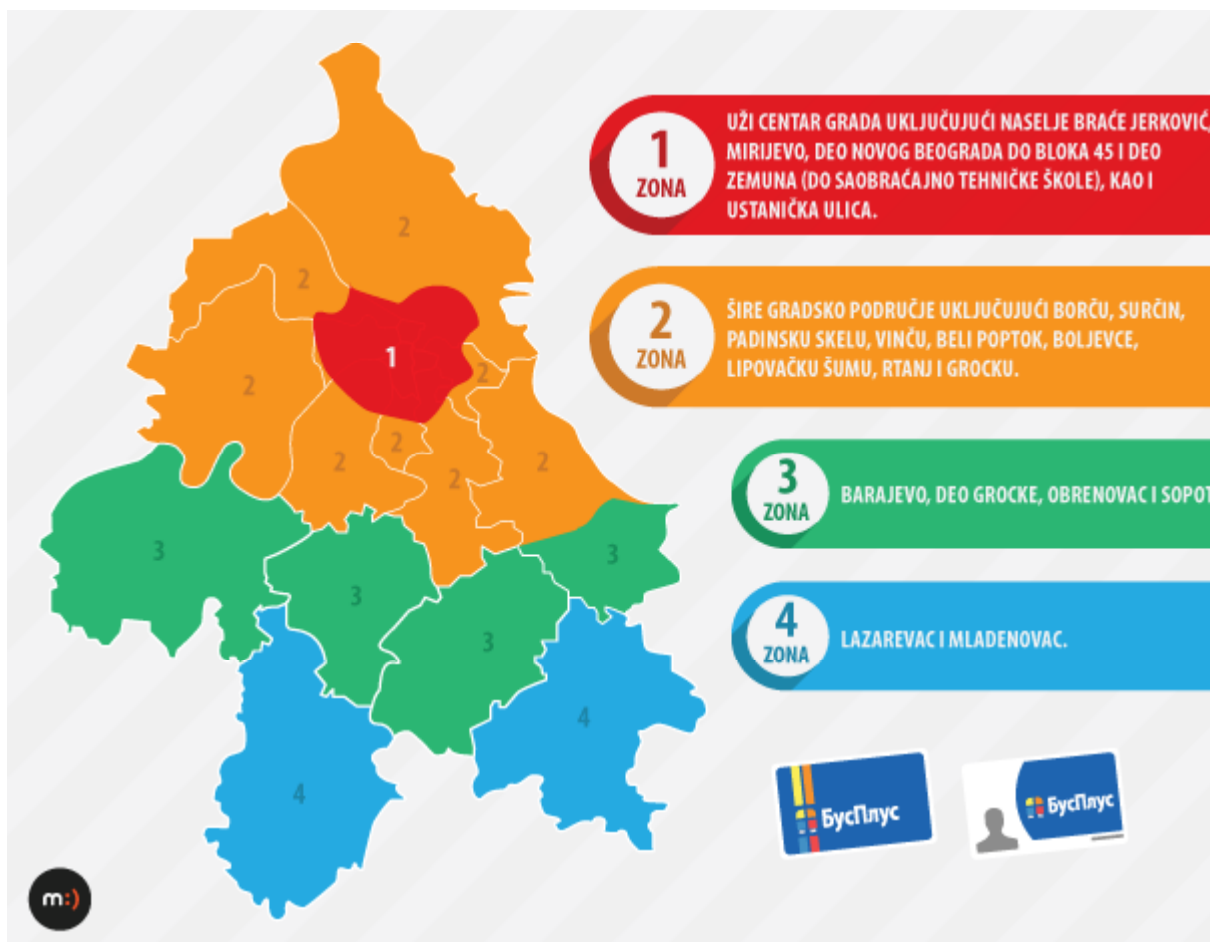 1
ZONA
UŽI CENTAR GRADA UKLJUČUJUĆI NASELJE BRAĆE JERKOVIĆ,
MIRIJEVO, DEO NOVOG BEOGRADA DO BLOKA 45 I DEO
ZEMUNA (DO SAOBRAĆAJNO TEHNIČKE ŠKOLE), KAO I
USTANIČKA ULICA.
2
ZONA
ŠIRE GRADSKO PODRUČJE UKLJUČUJUĆI BORČU, SURČIN,
PADINSKU SKELU, VINČU, BELI POPTOK, BOLJEVCE,
LIPOVAČKU ŠUMU, RTANJ I GROCKU.
3
ZONA
BARAJEVO, DEO GROCKE, OBRENOVAC I SOPOT
4
ZONA
LAZAREVAC I MLADENOVAC.
2
2
1
2
2
2
2
2
2
3
3
3
3
4
4
БусПлус
БусПлус
m:)